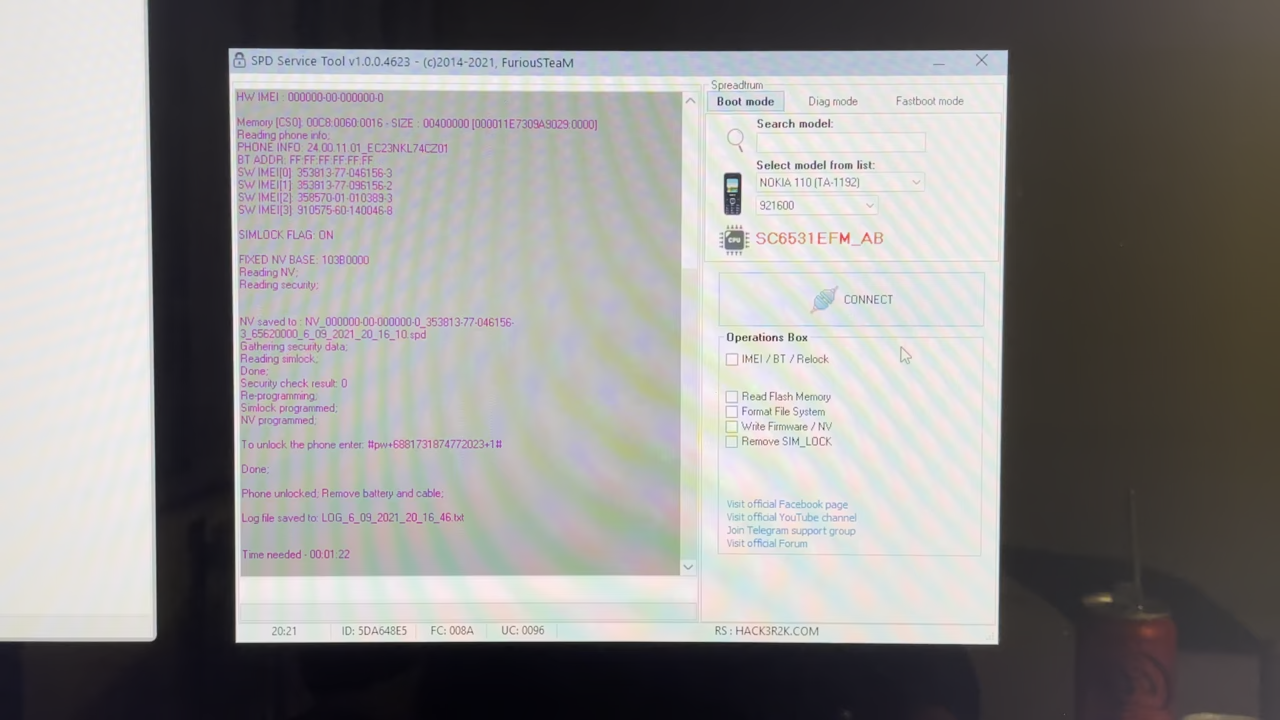 SPD Service Tool v1.0.0.4623 - (c)2014-2021, FuriouSTeaM
HW IMEI : 000000-00-000000-0
Memory [CS0]: 00C8:0060:0016 - SIZE : 00400000 [000011E7309A9029:0000]
Reading phone info;
PHONE INFO: 24.00.11.01_EC23NKL74CZ01
BT ADDR: FF:FF:FF:FF:FF:FF
SW IMEI[0] 353813-77-046156-3
SW IMEI[1] 353813-77-096156-2
SW IMEI[2] 358570-01-010389-3
SW IMEI[3] 910575-60-140046-8
SIMLOCK FLAG: ON
FIXED NV BASE: 103B0000
Reading NV;
Reading security;
NV saved to : NV_000000-00-000000-0_353813-77-046156-
3_65620000_6_09_2021_20_16_10.spd
Gathering security data;
Reading simlock;
Done;
Security check result: 0
Re-programming;
Simlock programmed;
NV programmed;
To unlock the phone enter: #pw+6881731874772023+1#
Done;
Phone unlocked; Remove battery and cable;
Log file saved to: LOG_6_09_2021_20_16_46.txt
Time needed - 00:01:22
Spreadtrum
Boot mode
Diag mode
Fastboot mode
Search model:
Select model from list:
NOKIA 110 (TA-1192)
921600
CPU
SC6531EFM_AB
CONNECT
Operations Box
IMEI / BT / Relock
Read Flash Memory
Format File System
Write Firmware / NV
Remove SIM_LOCK
Visit official Facebook page
Visit official YouTube channel
Join Telegram support group
Visit official Forum
20:21
ID: 5DA648E5
FC: 008A
UC: 0096
RS : HACK3R2K.COM